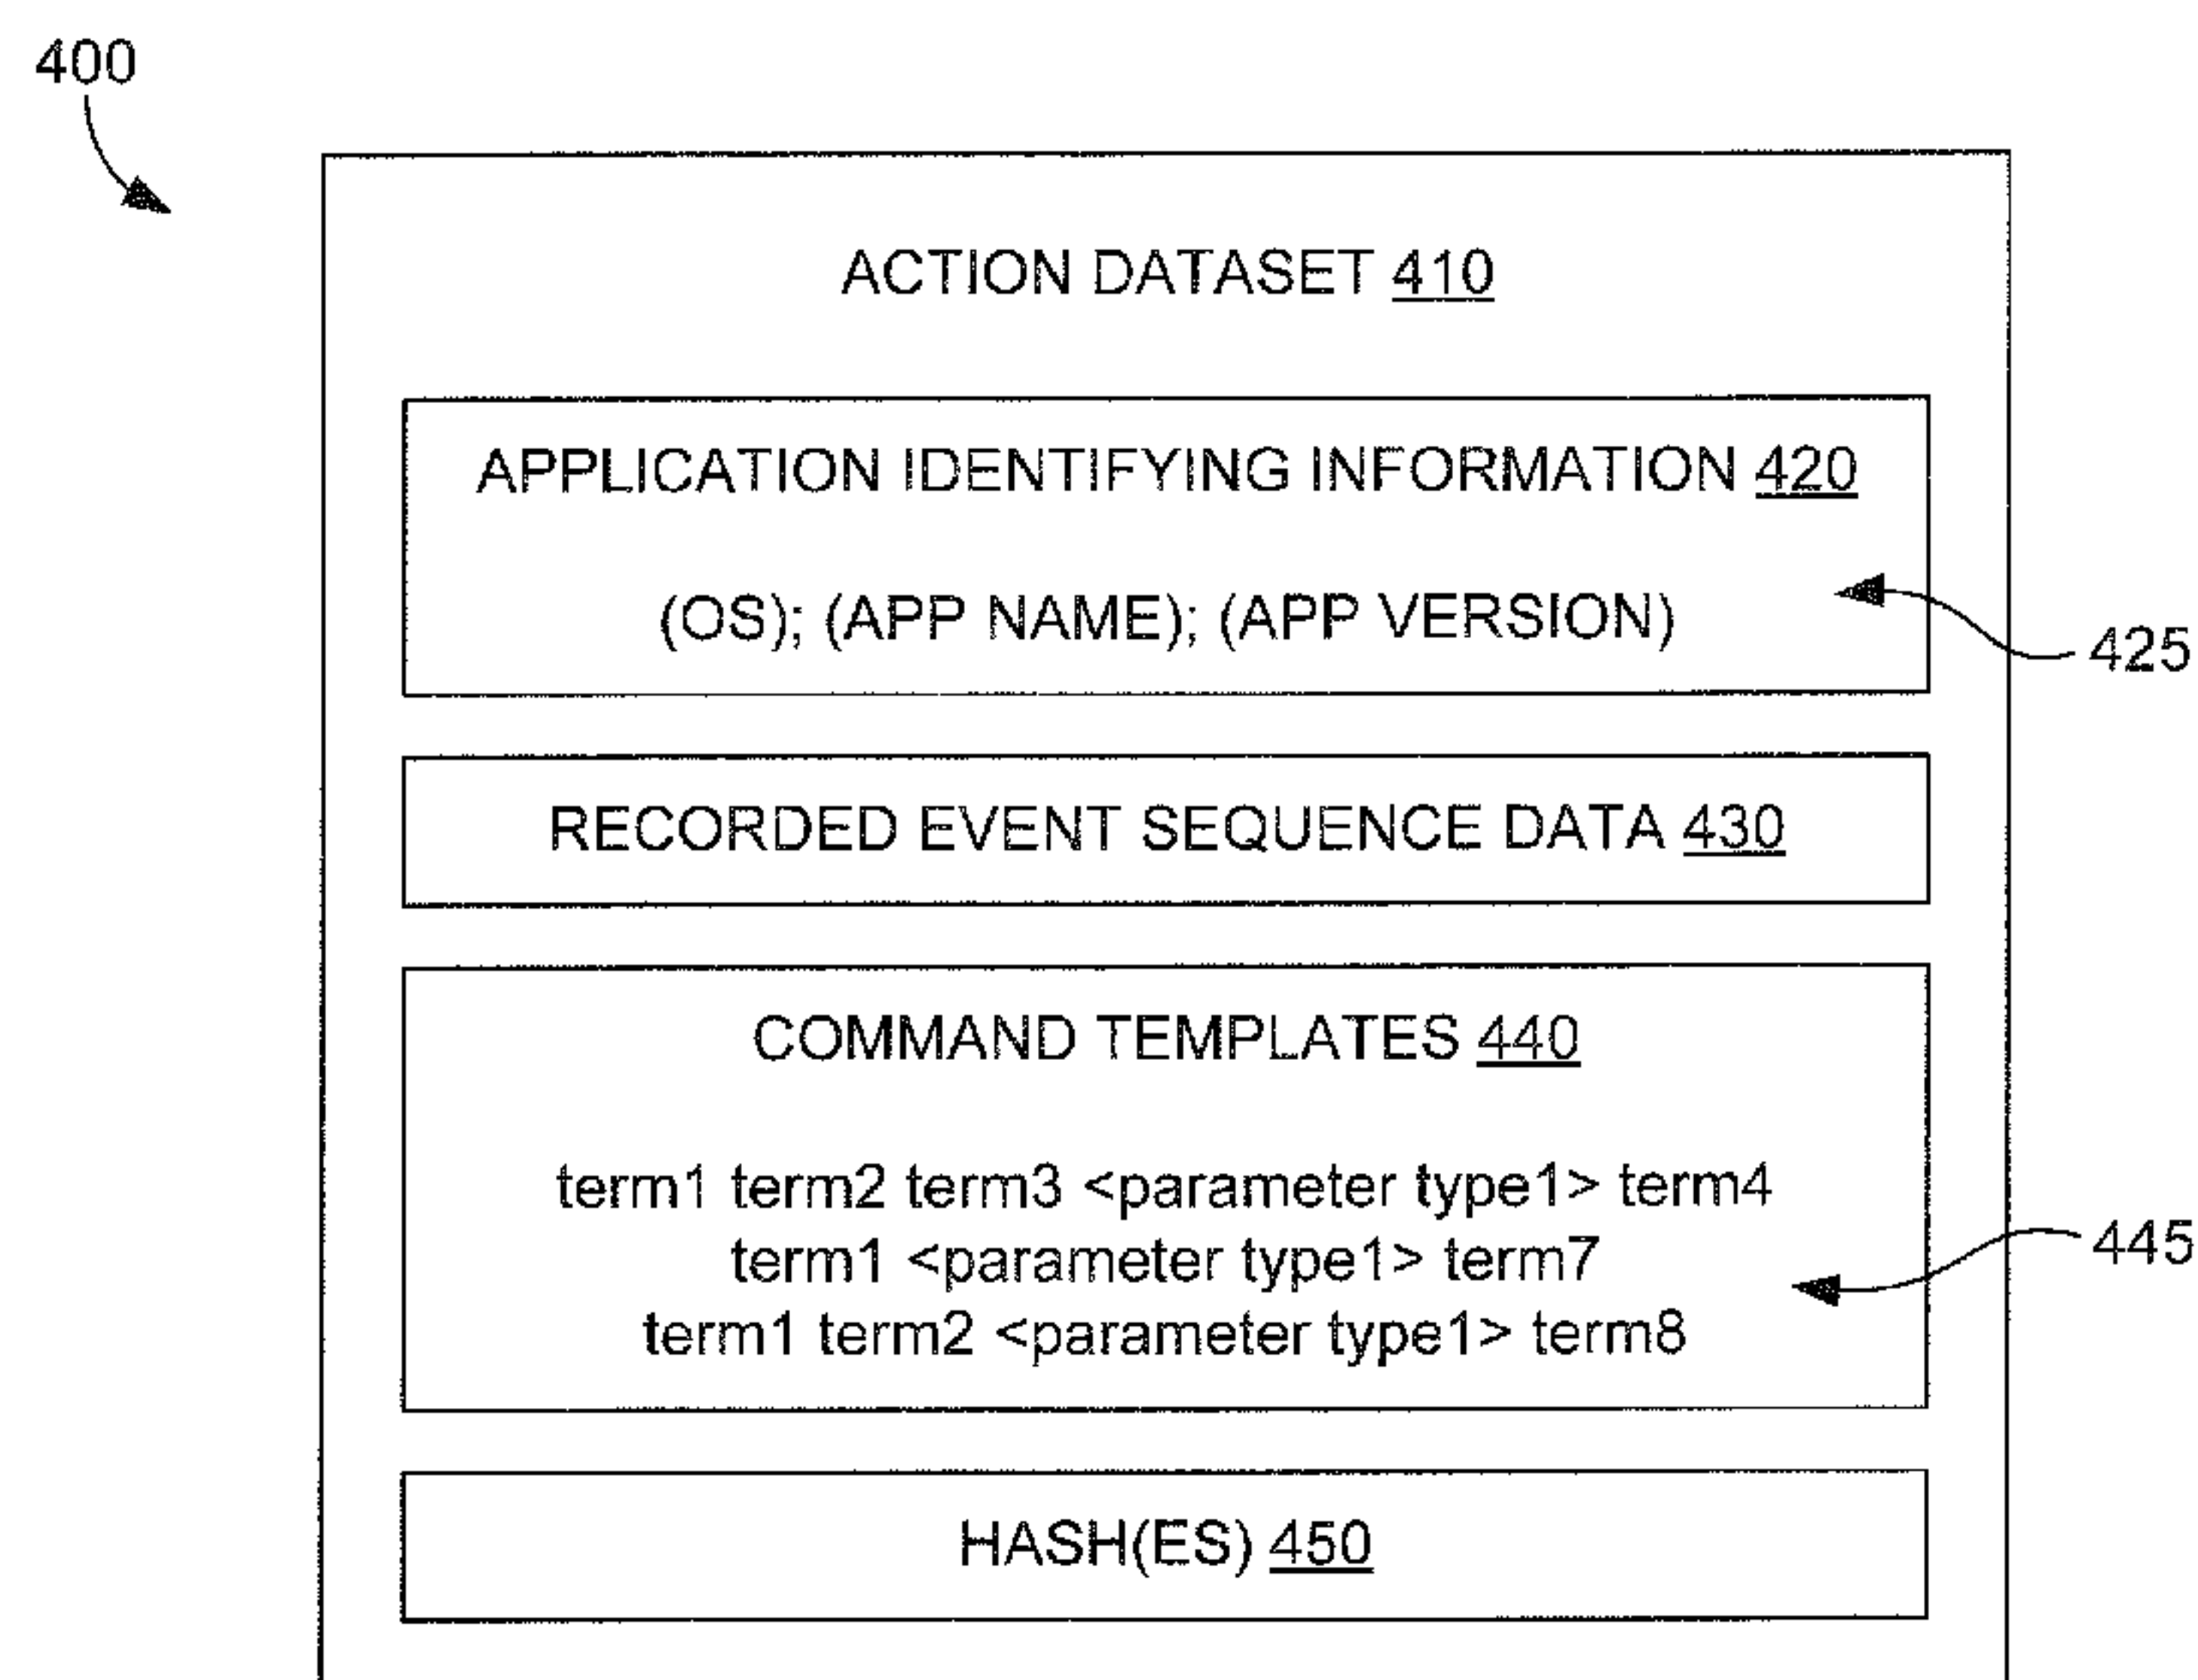 400
ACTION DATASET 410
APPLICATION IDENTIFYING INFORMATION 420
(OS); (APP NAME); (APP VERSION)
425
RECORDED EVENT SEQUENCE DATA 430
COMMAND TEMPLATES 440
term1 term2 term3 <parameter type1> term4
term1 <parameter type1> term7
term1 term2 <parameter type1> term8
445
HASH(ES) 450